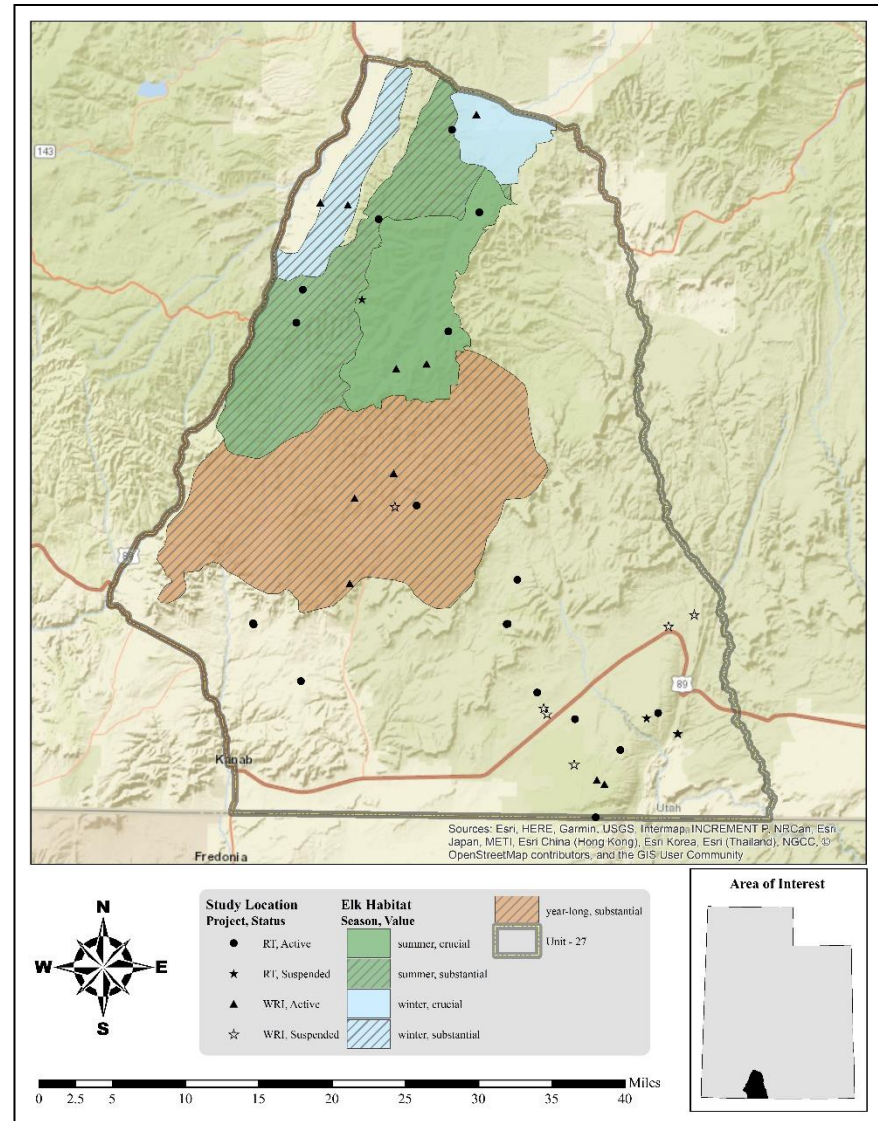 143
89
89
Kanab
Utah
Fredonia
Sources: Esri, HERE, Garmin, USGS, Intermap, INCREMENT P, NRCan, Esri
Japan, METI, Esri China (Hong Kong), Esri Korea, Esri (Thailand), NGCC, ©
OpenStreetMap contributors, and the GIS User Community
N
W E
S
Study Location
Project, Status
RT, Active
RT, Suspended
WRI, Active
WRI, Suspended
Elk Habitat
Season, Value
summer, crucial
summer, substantial
winter, crucial
winter, substantial
year-long, substantial
Unit - 27
Area of Interest
Miles
0 2.5 5 10 15 20 25 30 35 40